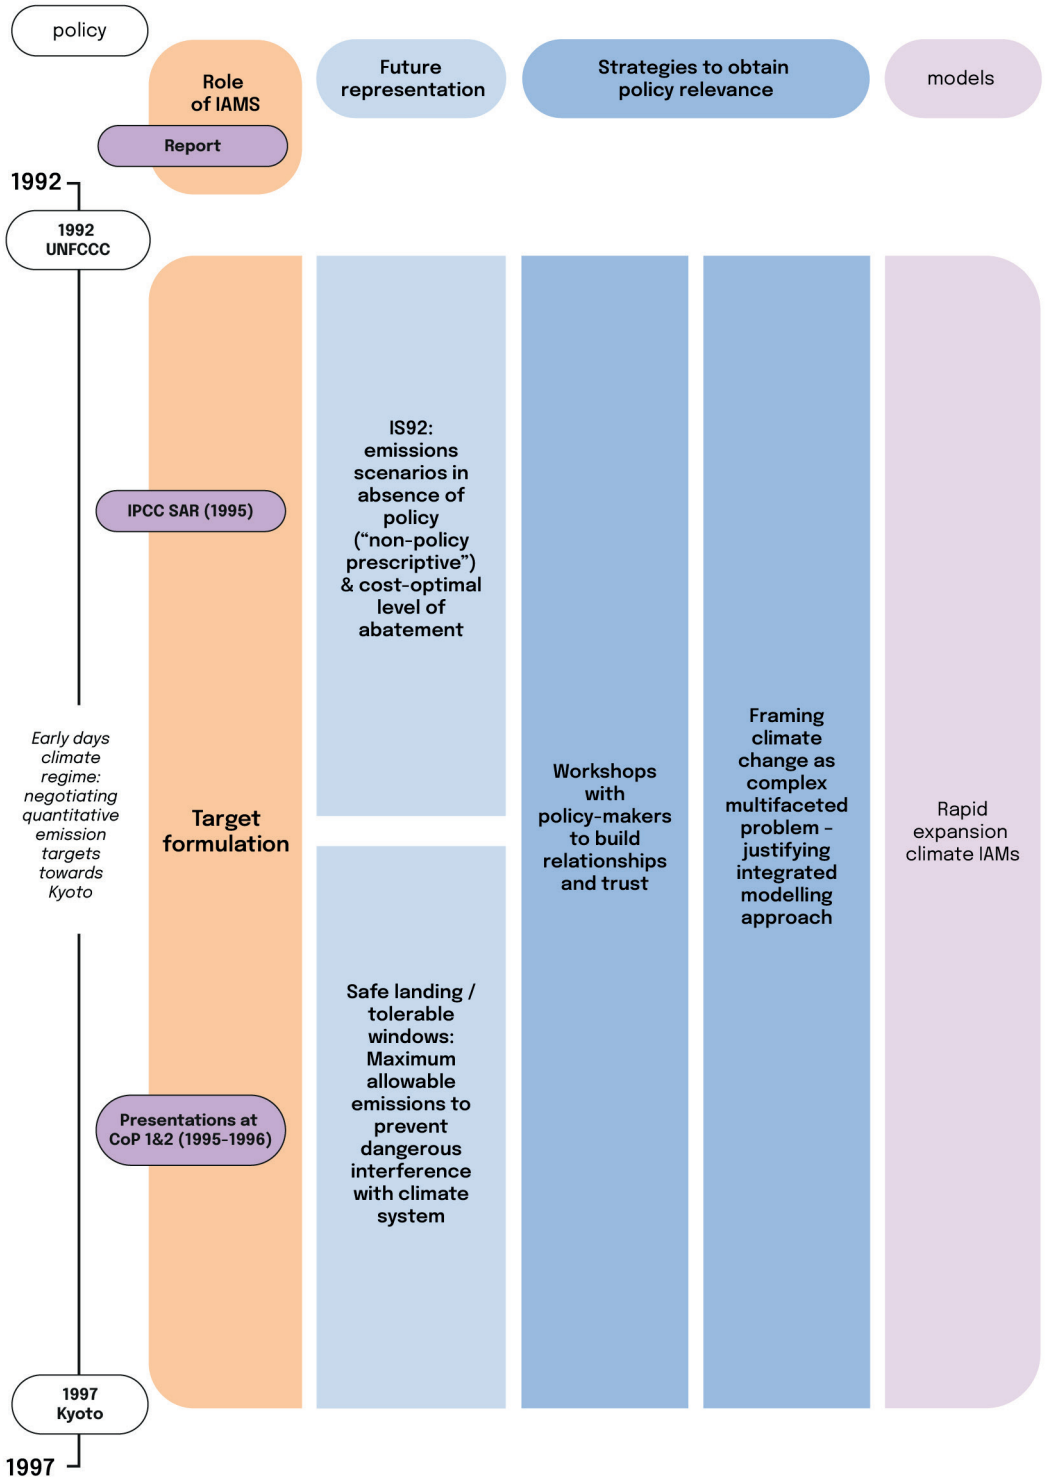 policy
Role
of IAMS
Report
Future
representation
Strategies to obtain
policy relevance
models
1992
1992
UNFCCC
IPCC SAR (1995)
Early days
climate
regime:
negotiating
quantitative
emission
targets
towards
Kyoto
Target
formulation
Presentations at
CoP 1&2 (1995-1996)
IS92:
emissions
scenarios in
absence of
policy
(“non-policy
prescriptive”)
& cost-optimal
level of
abatement
Safe landing /
tolerable
windows:
Maximum
allowable
emissions to
prevent
dangerous
interference
with climate
system
Workshops
with
policy-makers
to build
relationships
and trust
Framing
climate
change as
complex
multifaceted
problem –
justifying
integrated
modelling
approach
Rapid
expansion
climate IAMs
1997
Kyoto
1997